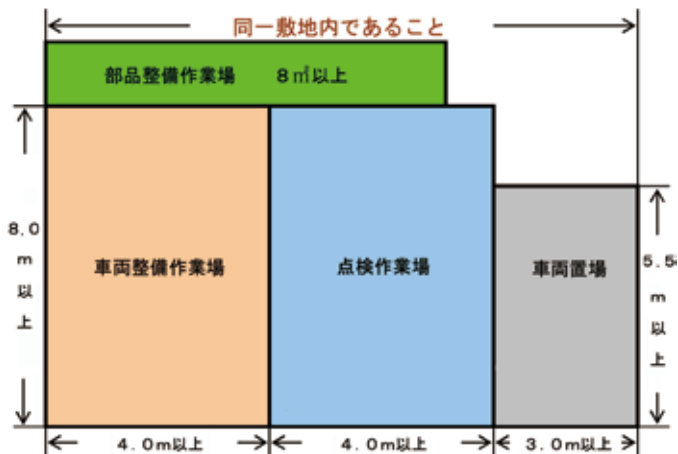 同一敷地内であること
部品整備作業場 8㎡以上
8.0
m
以
上
車両整備作業場
点検作業場
車両置場
5.5
m
以
上
4.0m以上
4.0m以上
3.0m以上